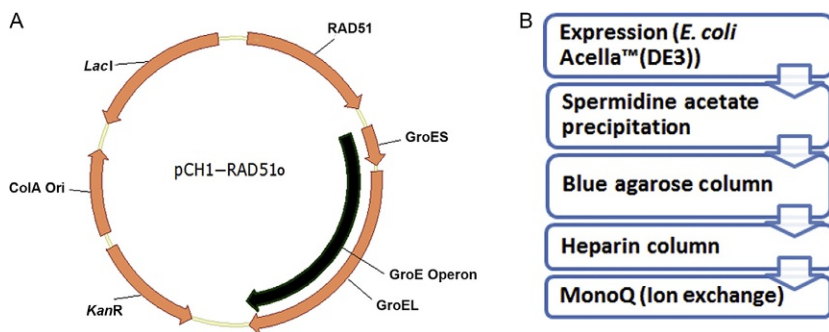 A
RAD51
LacI
GroES
ColA Ori
pCH1–RAD51o
GroE Operon
GroEL
KanR
B
Expression (E. coli
Acella™(DE3))
Spermidine acetate
precipitation
Blue agarose column
Heparin column
MonoQ (Ion exchange)